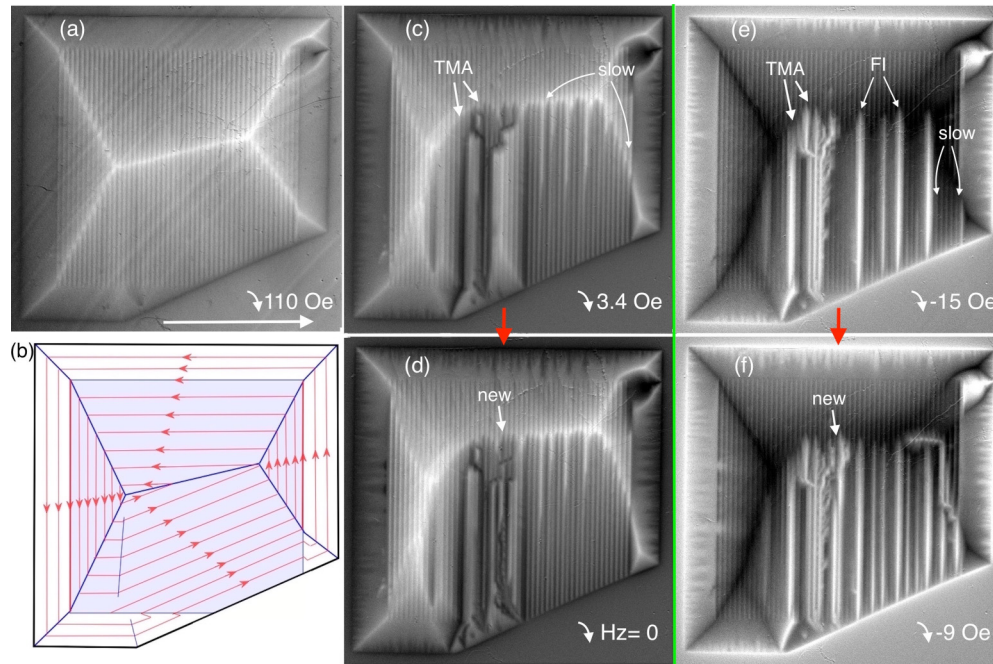 (a)
110 Oe
(b)
(c)
TMA
slow
3.4 Oe
(d)
new
Hz= 0
(e)
TMA
FI
slow
-15 Oe
(f)
new
-9 Oe